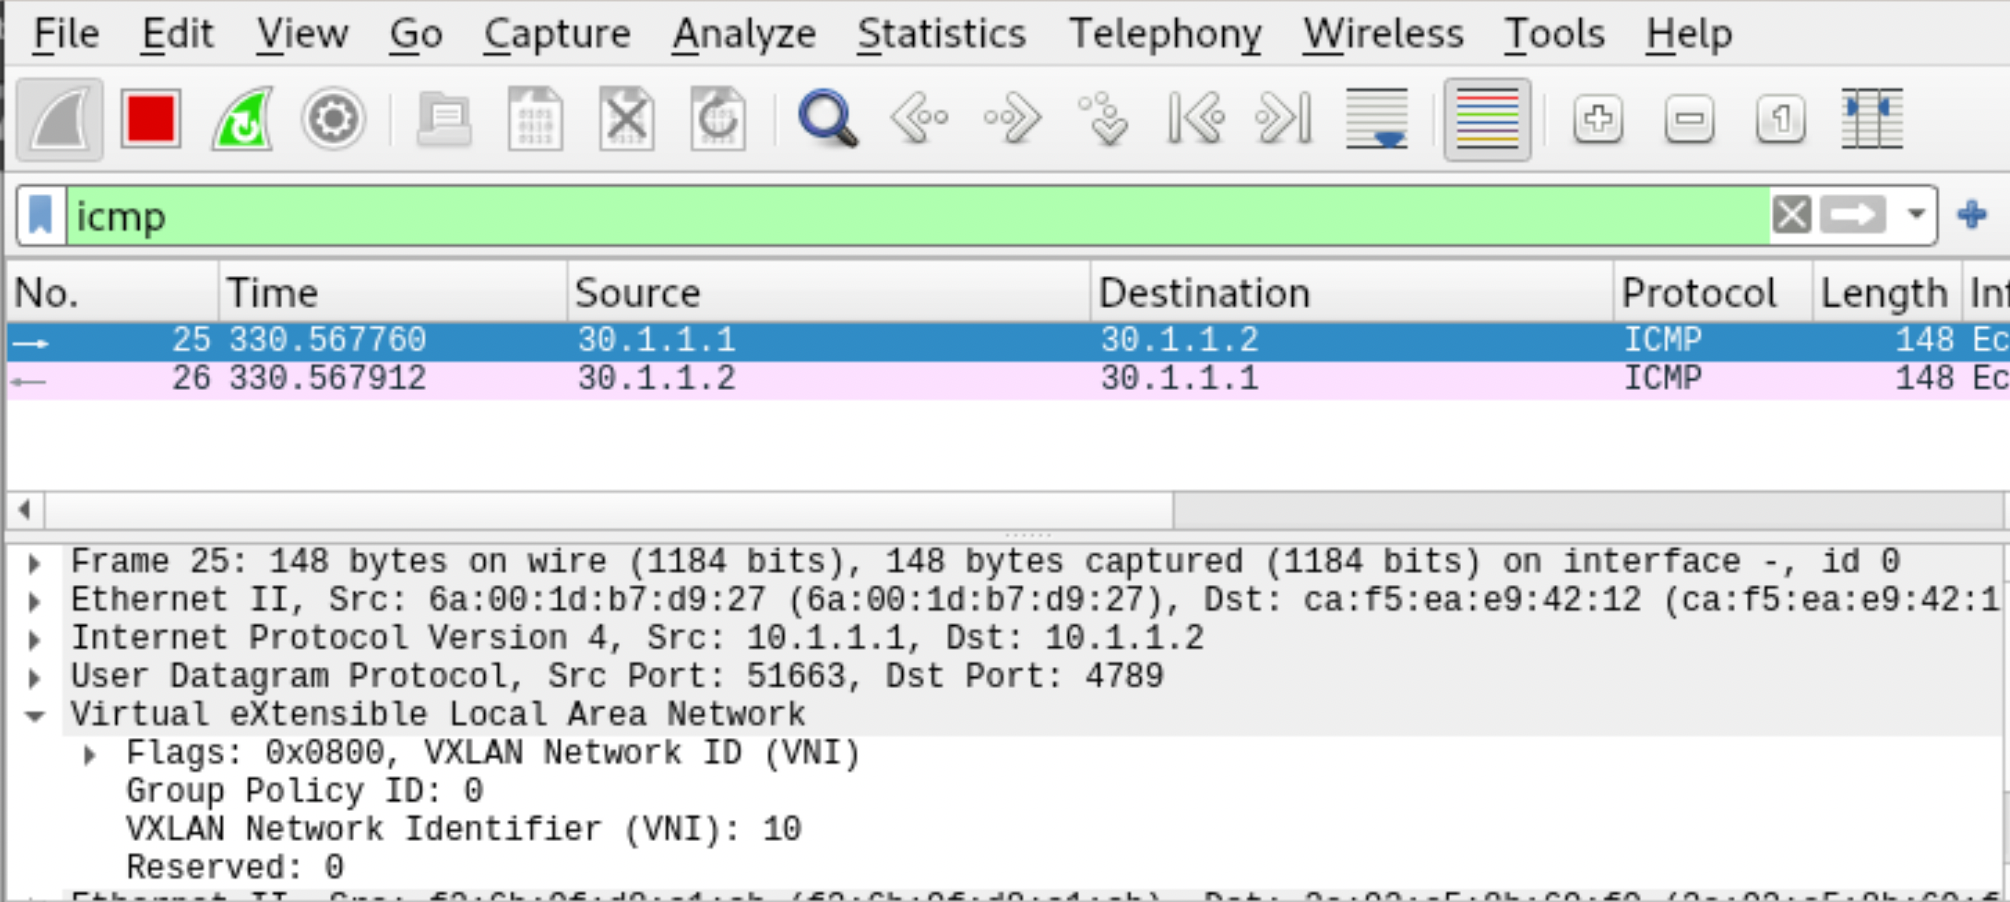 File Edit View Go Capture Analyze Statistics Telephony Wireless Tools Help
icmp
No. Time Source Destination Protocol Length
25 330.567760 30.1.1.1 30.1.1.2 ICMP 148 Ec
26 330.567912 30.1.1.2 30.1.1.1 ICMP 148 Ec
Frame 25: 148 bytes on wire (1184 bits), 148 bytes captured (1184 bits) on interface -, id 0
Ethernet II, Src: 6a:00:1d:b7:d9:27 (6a:00:1d:b7:d9:27), Dst: ca:f5:ea:e9:42:12 (ca:f5:ea:e9:42:1
Internet Protocol Version 4, Src: 10.1.1.1, Dst: 10.1.1.2
User Datagram Protocol, Src Port: 51663, Dst Port: 4789
Virtual eXtensible Local Area Network
Flags: 0x0800, VXLAN Network ID (VNI)
Group Policy ID: 0
VXLAN Network Identifier (VNI): 10
Reserved: 0